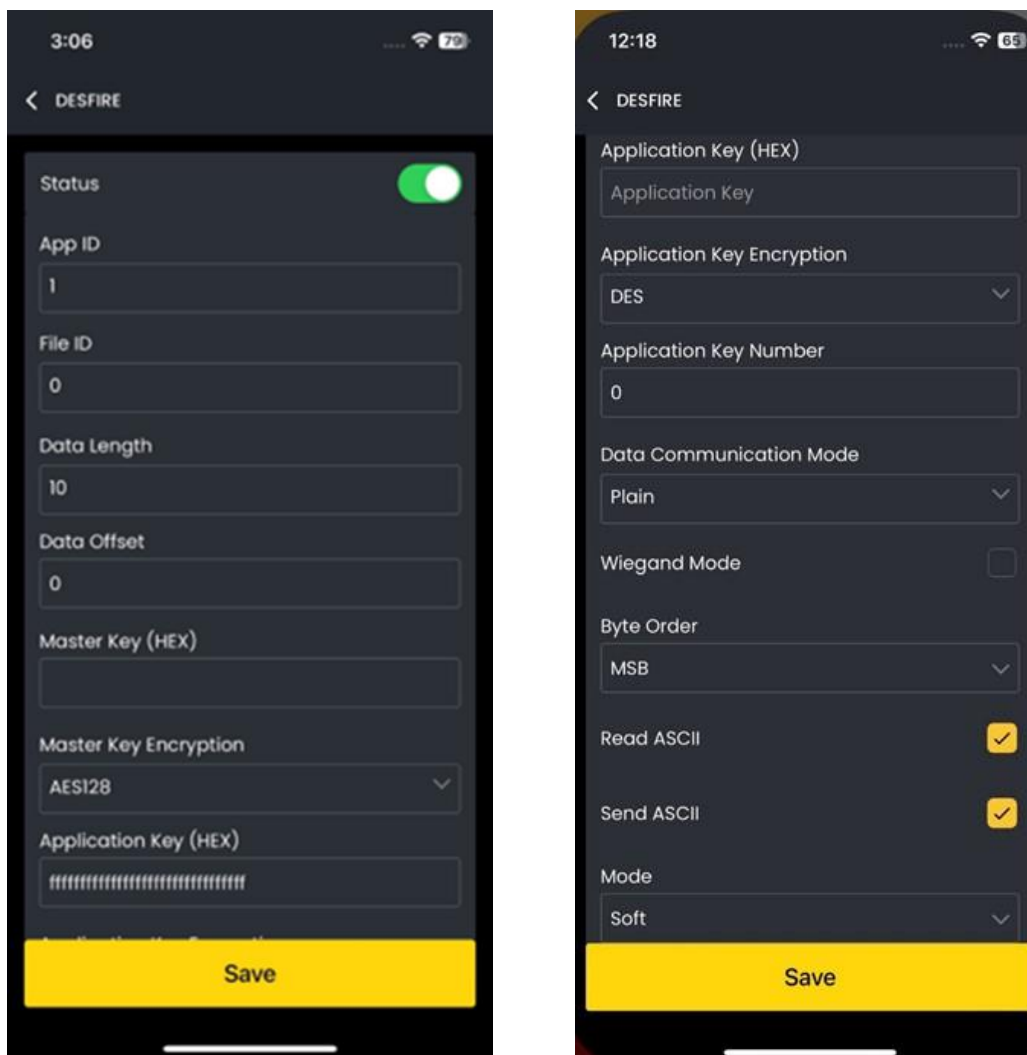 3:06
79
DESFIRE
Status
App ID
1
File ID
0
Data Length
10
Data Offset
0
Master Key (HEX)
Master Key Encryption
AES128
Application Key (HEX)
ffffffffffffffffffffffffffffffff
Save
12:18
65
DESFIRE
Application Key (HEX)
Application Key
Application Key Encryption
DES
Application Key Number
0
Data Communication Mode
Plain
Wiegand Mode
Byte Order
MSB
Read ASCII
Send ASCII
Mode
Soft
Save